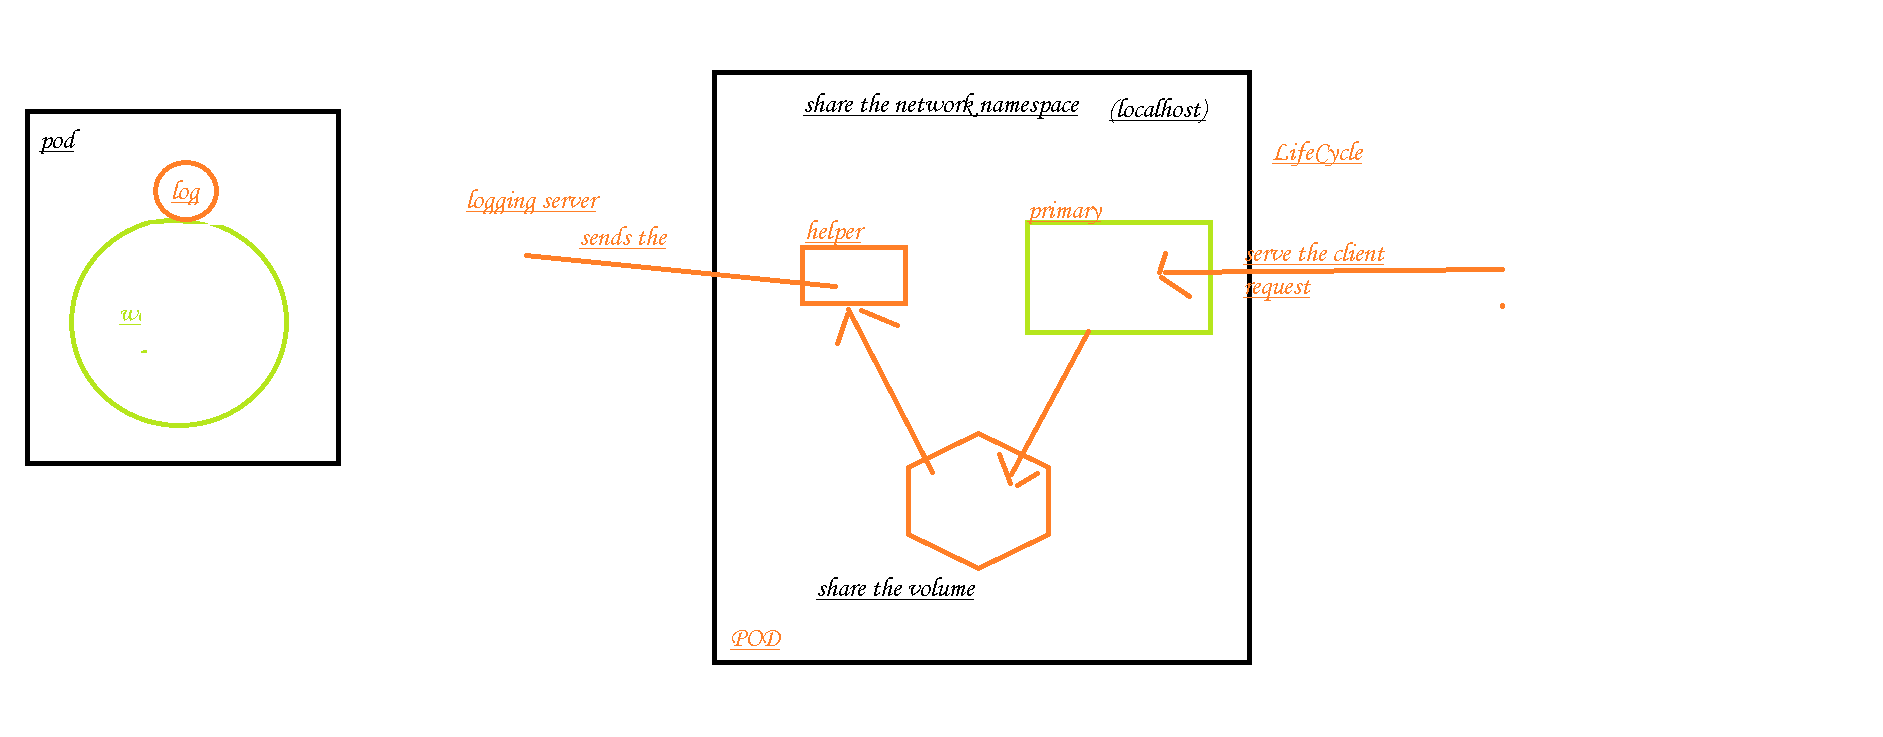 pod
log
share the network namespace (localhost)
LifeCycle
logging server
sends the
helper
primary
serve the client
request
share the volume
POD